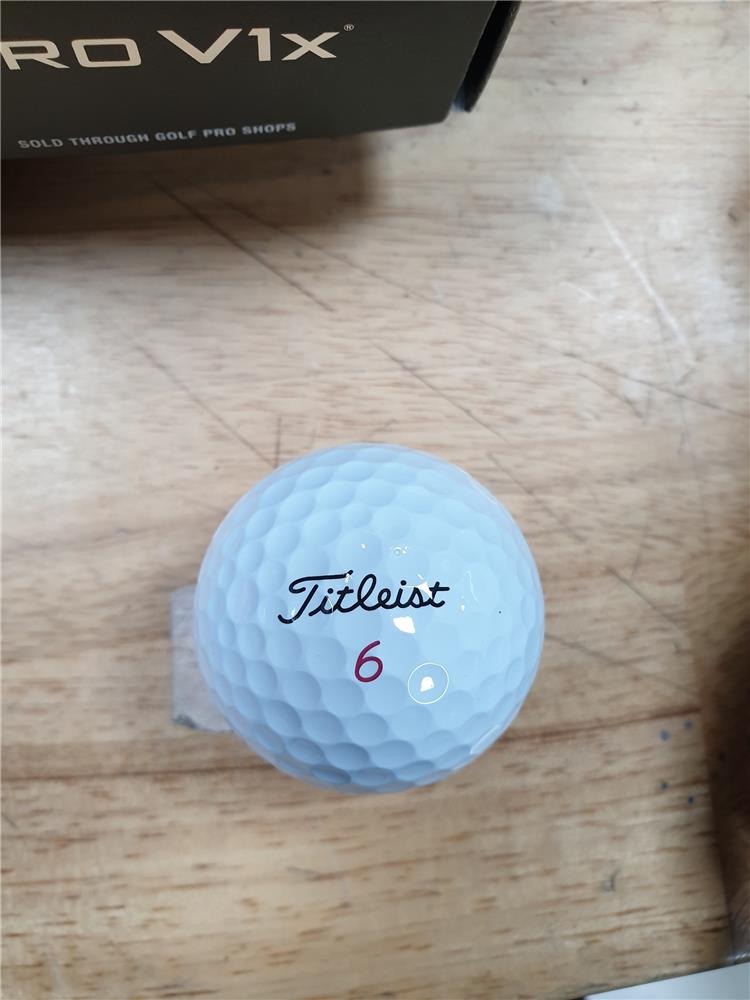 RO V1x®
SOLD THROUGH GOLF PRO SHOPS
Titleist
6